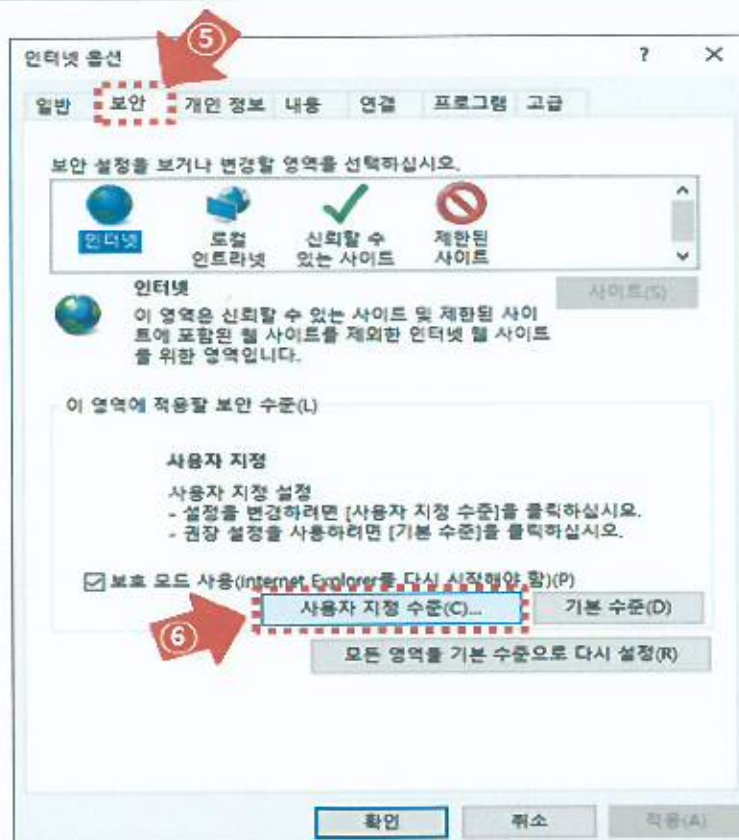 ⑤
인터넷 옵션 ? ×
일반 보안 개인 정보 내용 연결 프로그램 고급
보안 설정을 보거나 변경할 영역을 선택하십시오.
인터넷
로컬
인트라넷
신뢰할 수
있는 사이트
제한된
사이트
인터넷
사이트(S)
이 영역은 신뢰할 수 있는 사이트 및 제한된 사이
트에 포함된 웹 사이트를 제외한 인터넷 웹 사이트
를 위한 영역입니다.
이 영역에 적용할 보안 수준(L)
사용자 지정
사용자 지정 설정
- 설정을 변경하려면 [사용자 지정 수준]을 클릭하십시오.
- 권장 설정을 사용하려면 [기본 수준]을 클릭하십시오.
보호 모드 사용(Internet Explorer를 다시 시작해야 함)(P)
사용자 지정 수준(C)... 기본 수준(D)
⑥
모든 영역을 기본 수준으로 다시 설정(R)
확인 취소 적용(A)